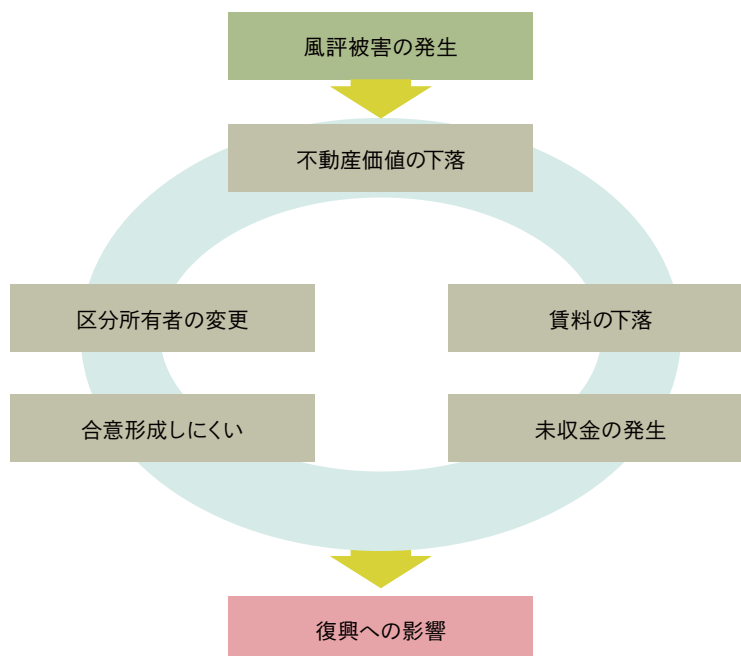 風評被害の発生
不動産価値の下落
区分所有者の変更
賃料の下落
合意形成しにくい
未収金の発生
復興への影響